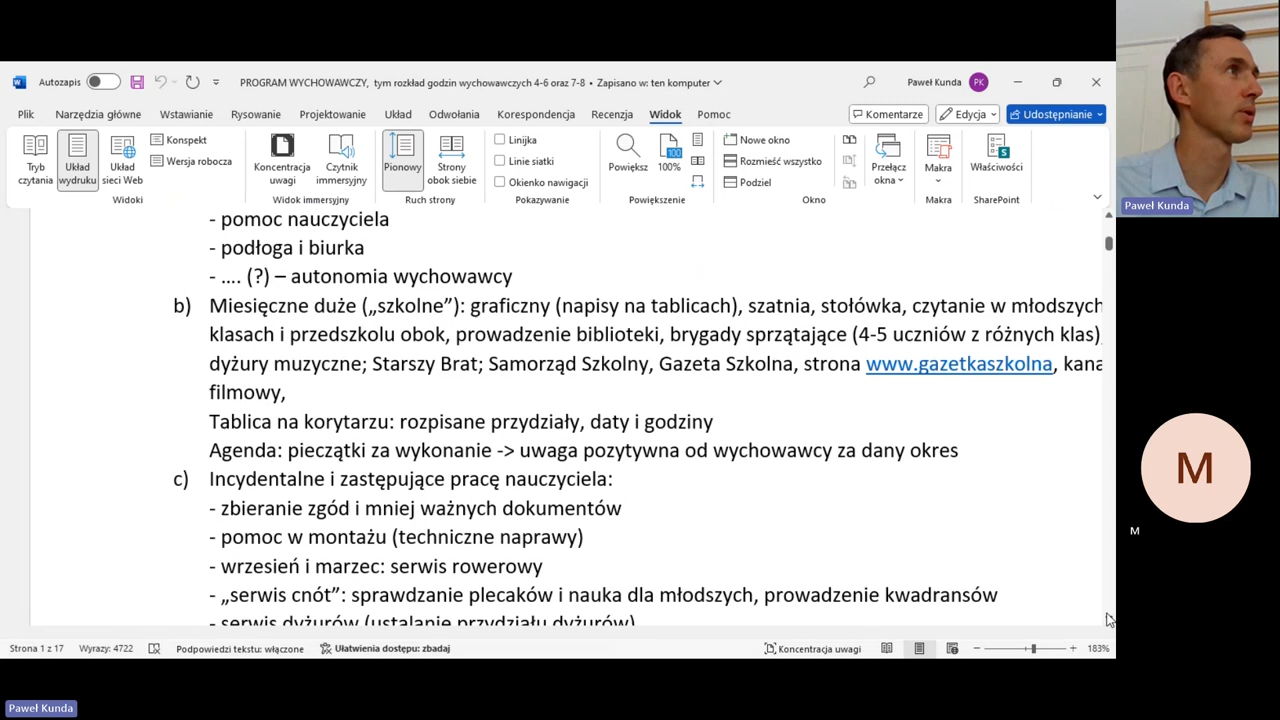 Autozapis
PROGRAM WYCHOWAWCZY, tym rozkład godzin wychowawczych 4-6 oraz 7-8 • Zapisano w: ten komputer
Paweł Kunda
PK
Plik Narzędzia główne Wstawianie Rysowanie Projektowanie Układ Odwołania Korespondencja Recenzja Widok Pomoc
Komentarze Edycja Udostępnianie
Tryb czytania
Układ wydruku
Układ sieci Web
Konspekt
Wersja robocza
Widoki
Koncentracja uwagi
Czytnik immersyjny
Widok immersyjny
Pionowy
Strony obok siebie
Ruch strony
Linijka
Linie siatki
Okienko nawigacji
Pokazywanie
Powiększ
100
100%
Powiększenie
Nowe okno
Rozmieść wszystko
Podziel
Przełącz okna
Okno
Makra
Makra
Właściwości
SharePoint
- pomoc nauczyciela
- podłoga i biurka
- …. (?) – autonomia wychowawcy
b) Miesięczne duże („szkolne”): graficzny (napisy na tablicach), szatnia, stołówka, czytanie w młodszych
klasach i przedszkolu obok, prowadzenie biblioteki, brygady sprzątające (4-5 uczniów z różnych klas)
dyżury muzyczne; Starszy Brat; Samorząd Szkolny, Gazeta Szkolna, strona www.gazetkaszkolna, kana
filmowy,
Tablica na korytarzu: rozpisane przydziały, daty i godziny
Agenda: pieczątki za wykonanie -> uwaga pozytywna od wychowawcy za dany okres
c) Incydentalne i zastępujące pracę nauczyciela:
- zbieranie zgód i mniej ważnych dokumentów
- pomoc w montażu (techniczne naprawy)
- wrzesień i marzec: serwis rowerowy
- „serwis cnót”: sprawdzanie plecaków i nauka dla młodszych, prowadzenie kwadransów
- serwis dyżurów (ustalanie przydziału dyżurów)
Strona 1 z 17 Wyrazy: 4722 Podpowiedzi tekstu: włączone Ułatwienia dostępu: zbadaj Koncentracja uwagi 183%
Paweł Kunda
M
M
Paweł Kunda